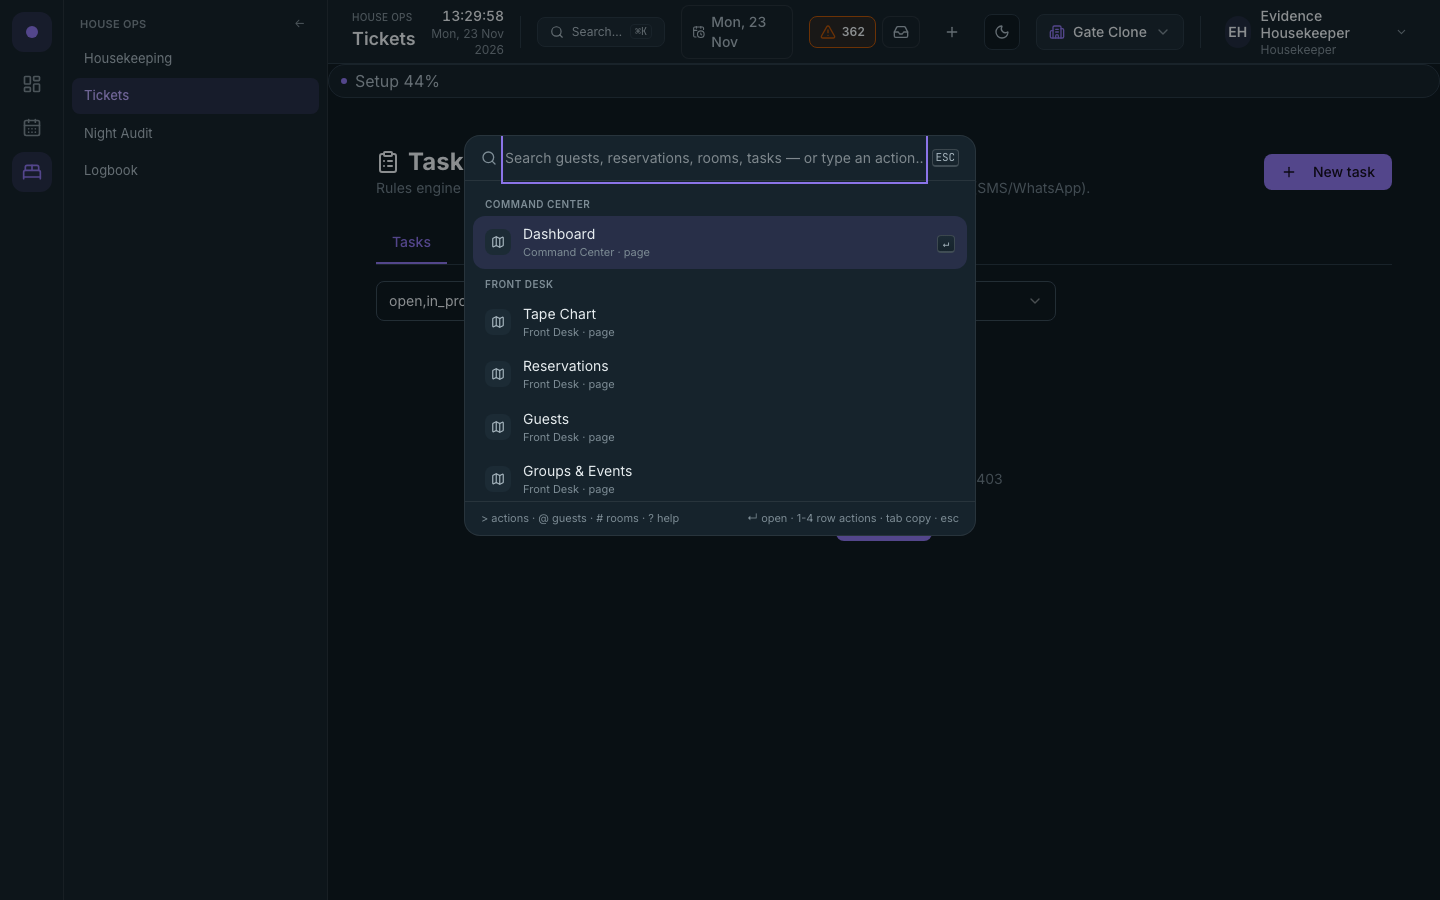 HOUSE OPS
←
Housekeeping
Tickets
Night Audit
Logbook
HOUSE OPS
Tickets
13:29:58
Mon, 23 Nov
2026
Search...
⌘K
Mon, 23
Nov
362
Gate Clone
EH
Evidence
Housekeeper
Housekeeper
Setup 44%
Task
Rules engine
SMS/WhatsApp).
New task
Tasks
open,in_pro
403
Search guests, reservations, rooms, tasks — or type an action..
ESC
COMMAND CENTER
Dashboard
Command Center · page
↵
FRONT DESK
Tape Chart
Front Desk · page
Reservations
Front Desk · page
Guests
Front Desk · page
Groups & Events
Front Desk · page
> actions · @ guests · # rooms · ? help
↵ open · 1-4 row actions · tab copy · esc